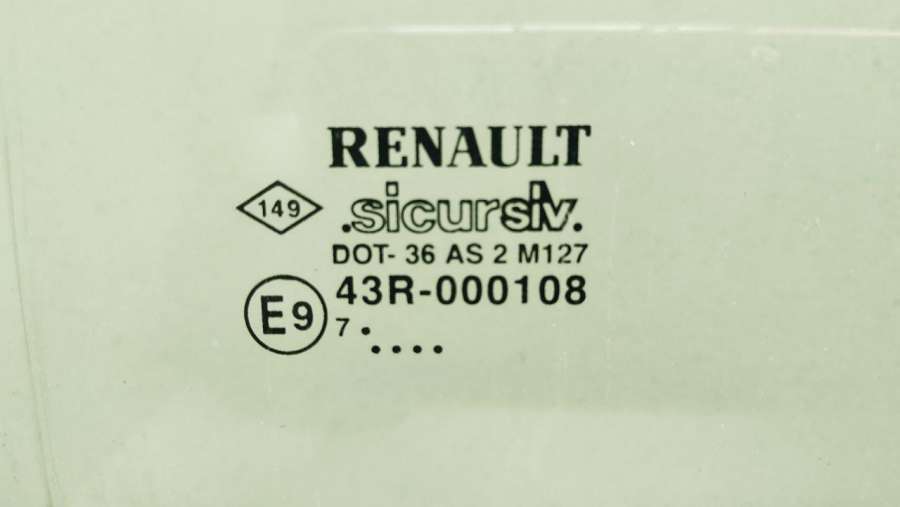 RENAULT
149 .sicursiv.
DOT- 36 AS 2 M127
E9 43R-000108
7 .
....